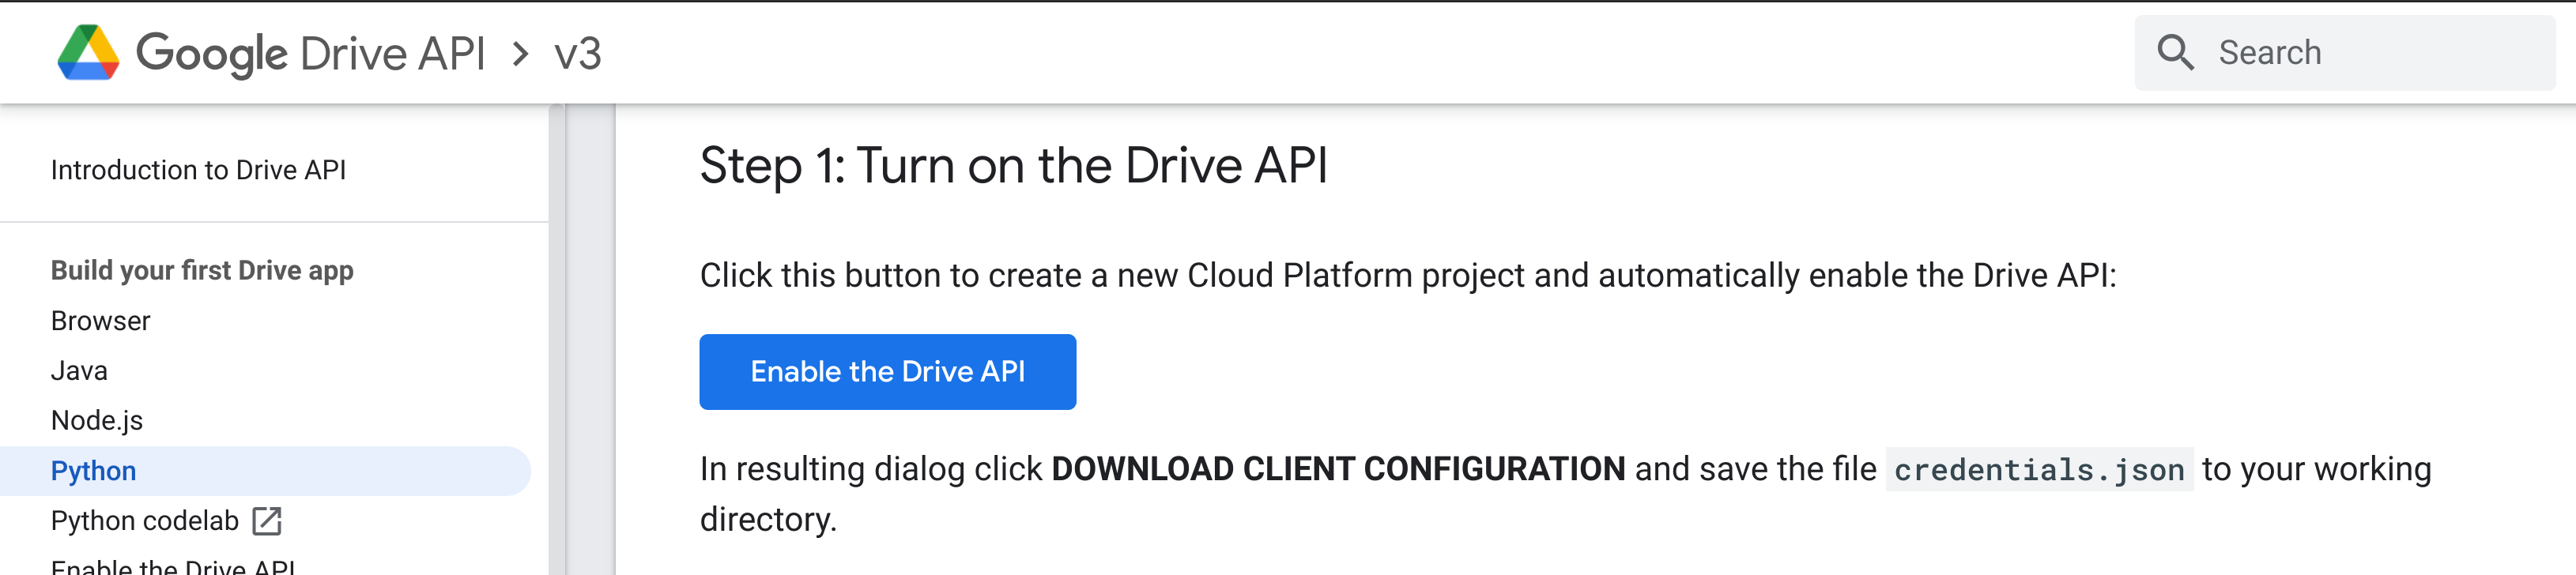 Google Drive API > v3
Search
Introduction to Drive API
Build your first Drive app
Browser
Java
Node.js
Python
Python codelab
Enable the Drive API
Step 1: Turn on the Drive API
Click this button to create a new Cloud Platform project and automatically enable the Drive API:
Enable the Drive API
In resulting dialog click DOWNLOAD CLIENT CONFIGURATION and save the file credentials.json to your working
directory.